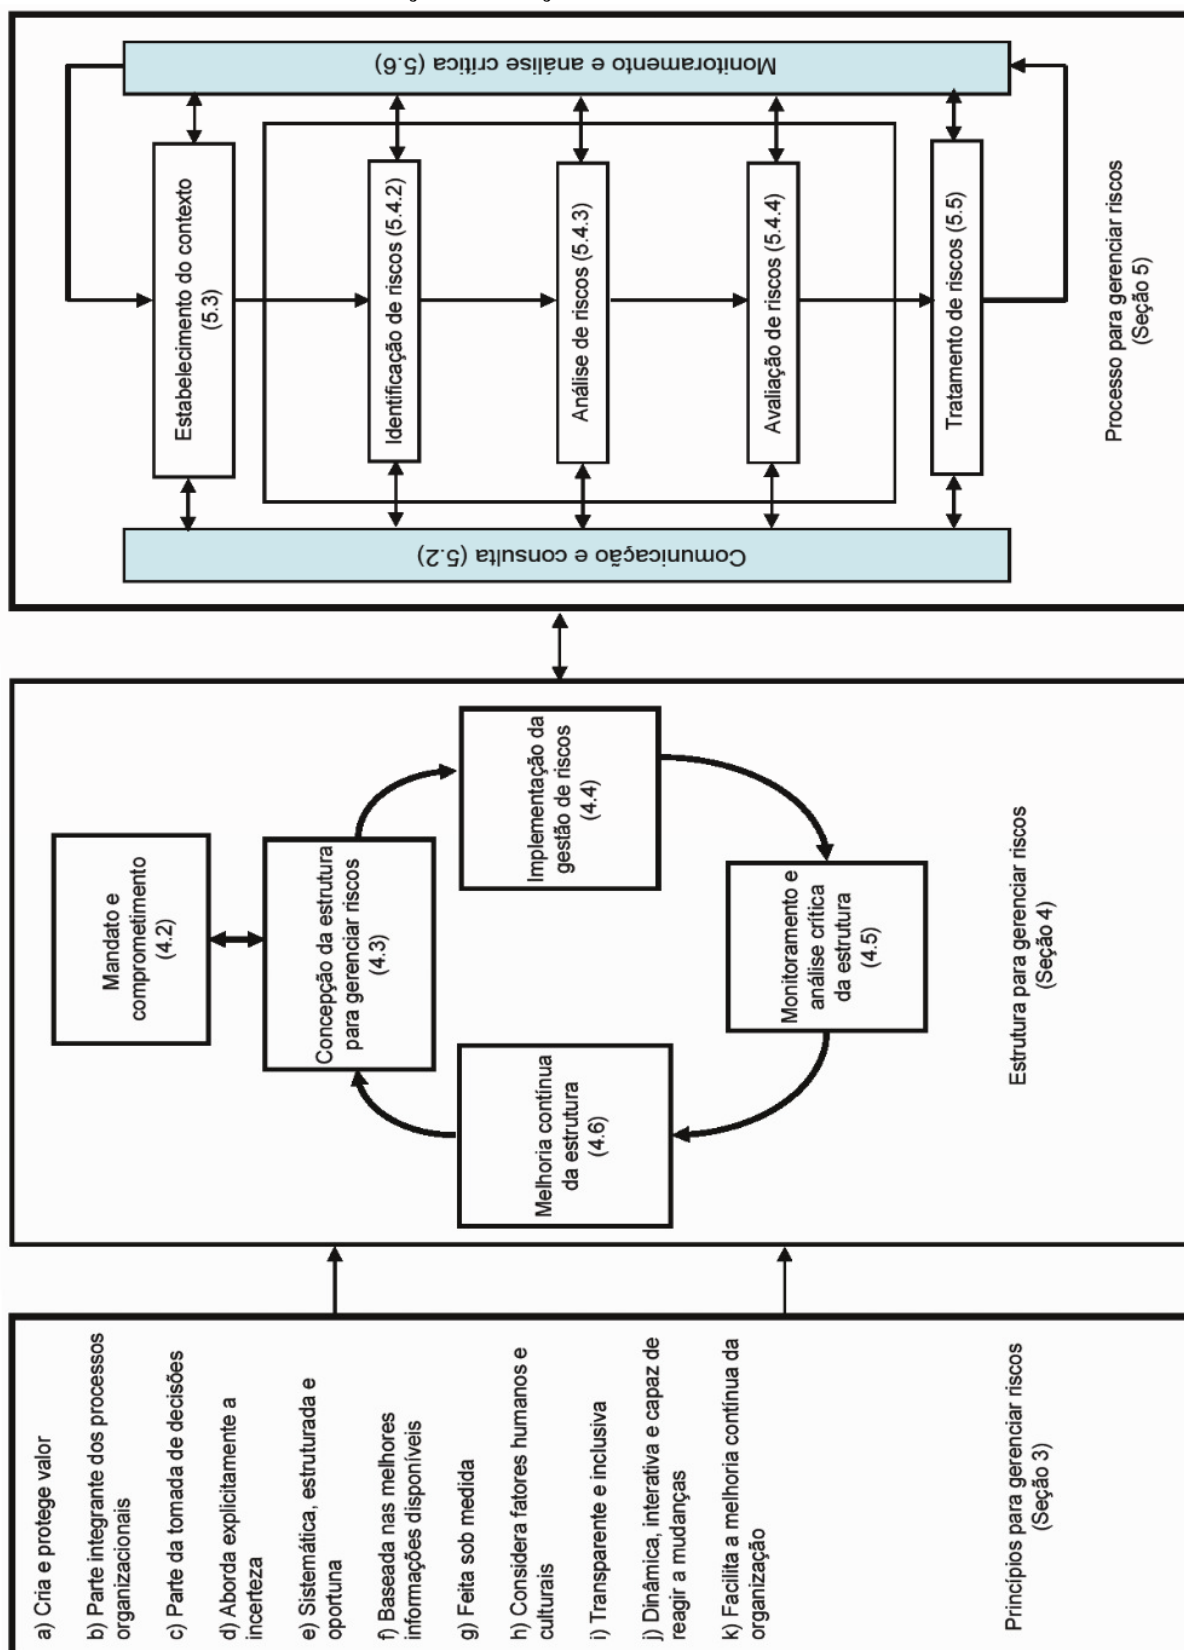 a) Cria e protege valor
b) Parte integrante dos processos
organizacionais
c) Parte da tomada de decisões
d) Aborda explicitamente a
incerteza
e) Sistemática, estruturada e
oportuna
f) Baseada nas melhores
informações disponíveis
g) Feita sob medida
h) Considera fatores humanos e
culturais
i) Transparente e inclusiva
j) Dinâmica, interativa e capaz de
reagir a mudanças
k) Facilita a melhoria contínua da
organização
Princípios para gerenciar riscos
(Seção 3)
Mandato e
comprometimento
(4.2)
Concepção da estrutura
para gerenciar riscos
(4.3)
Implementação da
gestão de riscos
(4.4)
Monitoramento e
análise crítica
da estrutura
(4.5)
Melhoria contínua
da estrutura
(4.6)
Estrutura para gerenciar riscos
(Seção 4)
Comunicação e consulta (5.2)
Estabelecimento do contexto
(5.3)
Identificação de riscos (5.4.2)
Análise de riscos (5.4.3)
Avaliação de riscos (5.4.4)
Tratamento de riscos (5.5)
Monitoramento e análise crítica (5.6)
Processo para gerenciar riscos
(Seção 5)